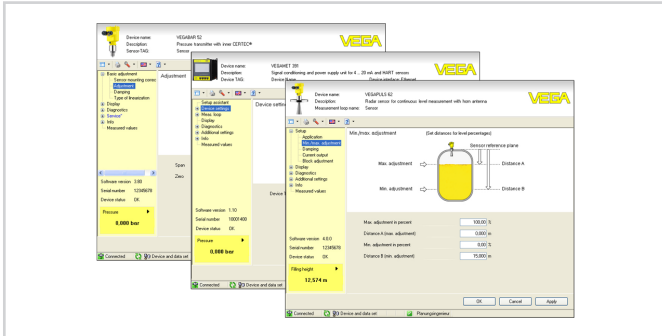 Device name: VEGABAR 52
Description: Pressure transmitter with inner CERTEC®
Sensor TAG: Sensor
VEGA
Basic adjustment
Sensor mounting correc
Adjustment
Damping
Type of linearization
Display
Diagnostics
Sensor
Info
Measured values
Adjustment
Span
Zero
Software version 3.80
Serial number 12345678
Device status OK
Pressure
0,000 bar
Connected
Device and data set
Device name: VEGAMET 391
Description: Signal conditioning and power supply unit for 4 ... 20 mA and HART sensors
Device TAG: Device Name
Device interface: Ethernet
VEGA
Setup assistant
Device settings
Meas. loop
Display
Diagnostics
Additional settings
Info
Measured values
Device settin
Device
Software version 1.10
Serial number 10001400
Device status OK
Pressure
0,000 bar
Connected
Device and data set
Device name: VEGAPULS 62
Description: Radar sensor for continuous level measurement with horn antenna
Measurement loop name: Sensor
VEGA
Setup
Application
Min./max. adjustment
Damping
Current output
Block adjustment
Display
Diagnostics
Additional settings
Info
Measured values
Min./max. adjustment
(Set distances for level percentages)
Sensor reference plane
Max. adjustment
Distance A
Min. adjustment
Distance B
Max. adjustment in percent 100,00 %
Distance A (max. adjustment) 0,000 m
Min. adjustment in percent 0,00 %
Distance B (min. adjustment) 15,000 m
Software version 4.0.0
Serial number 12345678
Device status OK
Filling height
12,574 m
OK
Cancel
Apply
Connected
Device and data set
Planungsingenieur